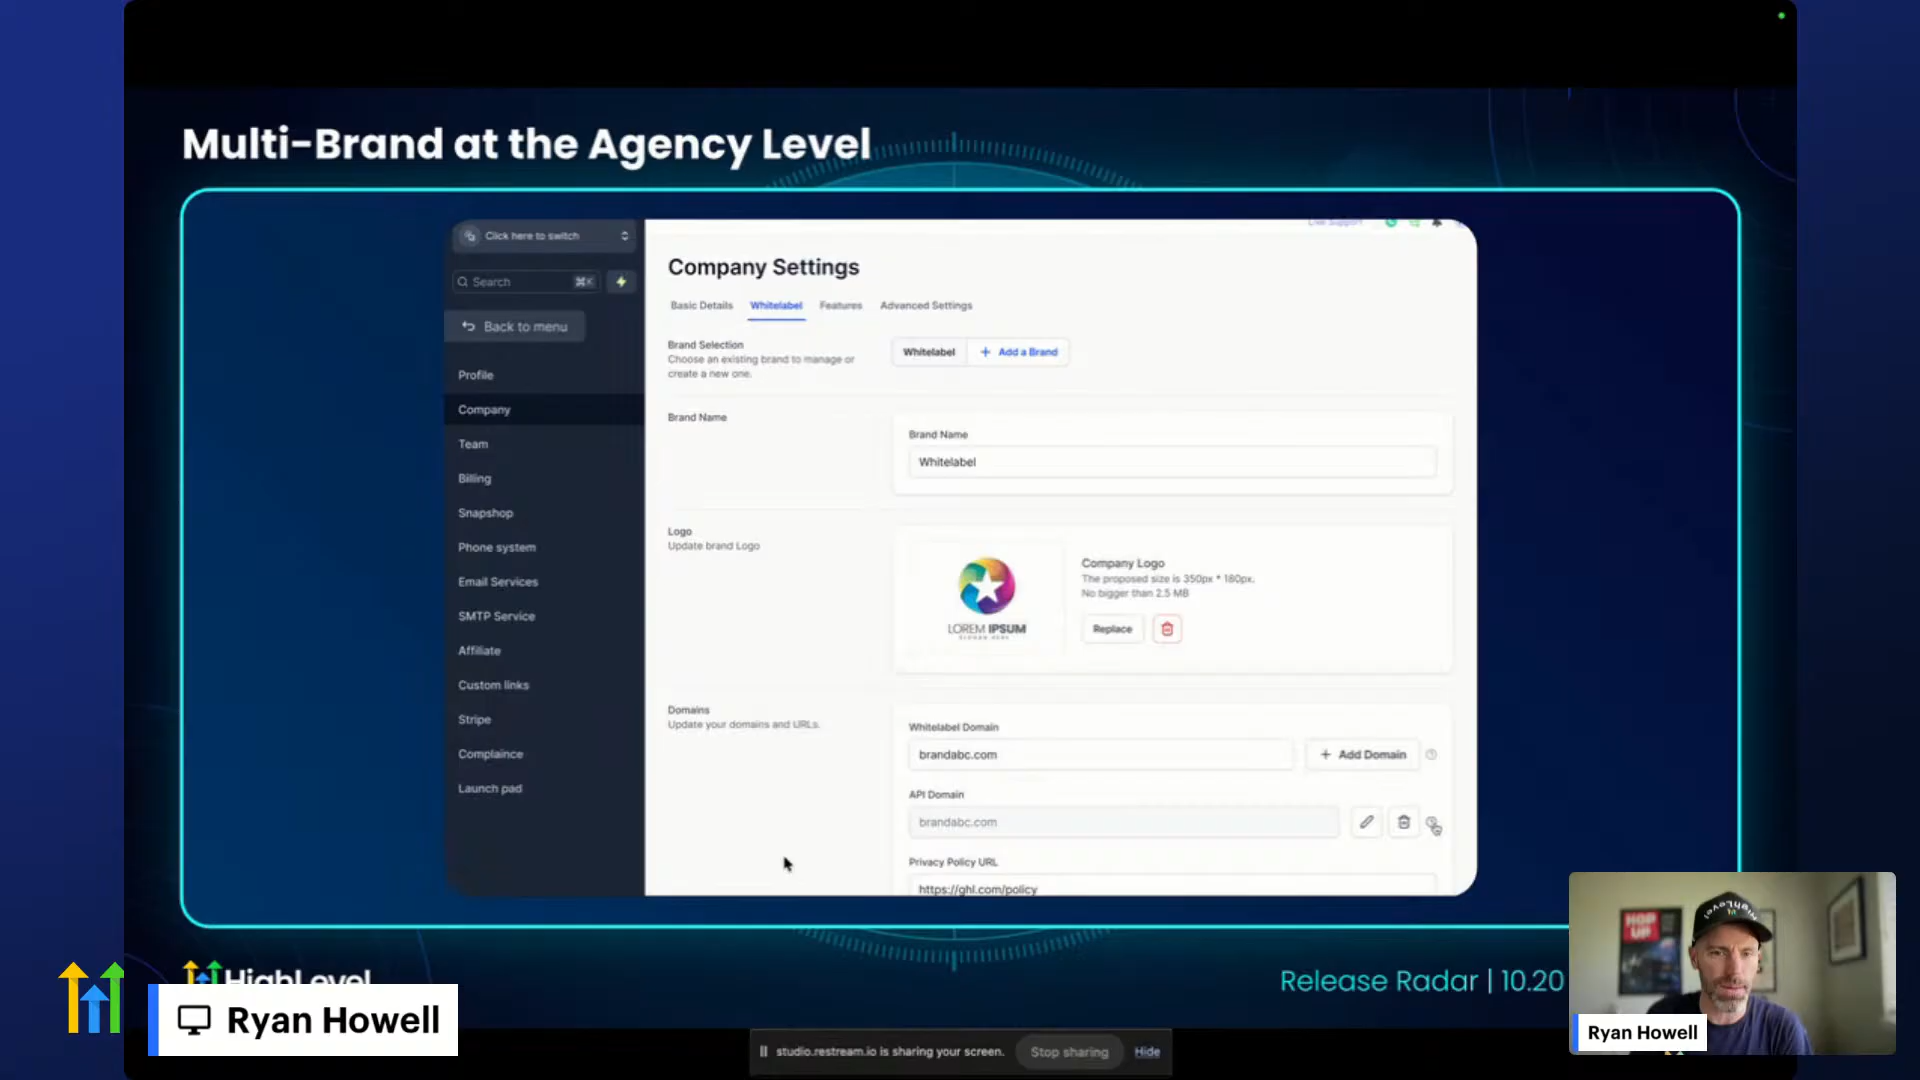 Multi-Brand at the Agency Level
Click here to switch
Search ⌘K
Back to menu
Profile
Company
Team
Billing
Snapshop
Phone system
Email Services
SMTP Service
Affiliate
Custom links
Stripe
Complaince
Launch pad
Live Support
Company Settings
Basic Details Whitelabel Features Advanced Settings
Brand Selection
Choose an existing brand to manage or
create a new one.
Whitelabel + Add a Brand
Brand Name
Brand Name
Whitelabel
Logo
Update brand Logo
LOREM IPSUM
Company Logo
The proposed size is 350px * 180px.
No bigger than 2.5 MB
Replace
Domains
Update your domains and URLs.
Whitelabel Domain
brandabc.com
+ Add Domain
API Domain
brandabc.com
Privacy Policy URL
https://ghl.com/policy
HighLevel
Release Radar | 10.20
Ryan Howell
studio.restream.io is sharing your screen. Stop sharing Hide
HOP
UP
HighLevel
Ryan Howell